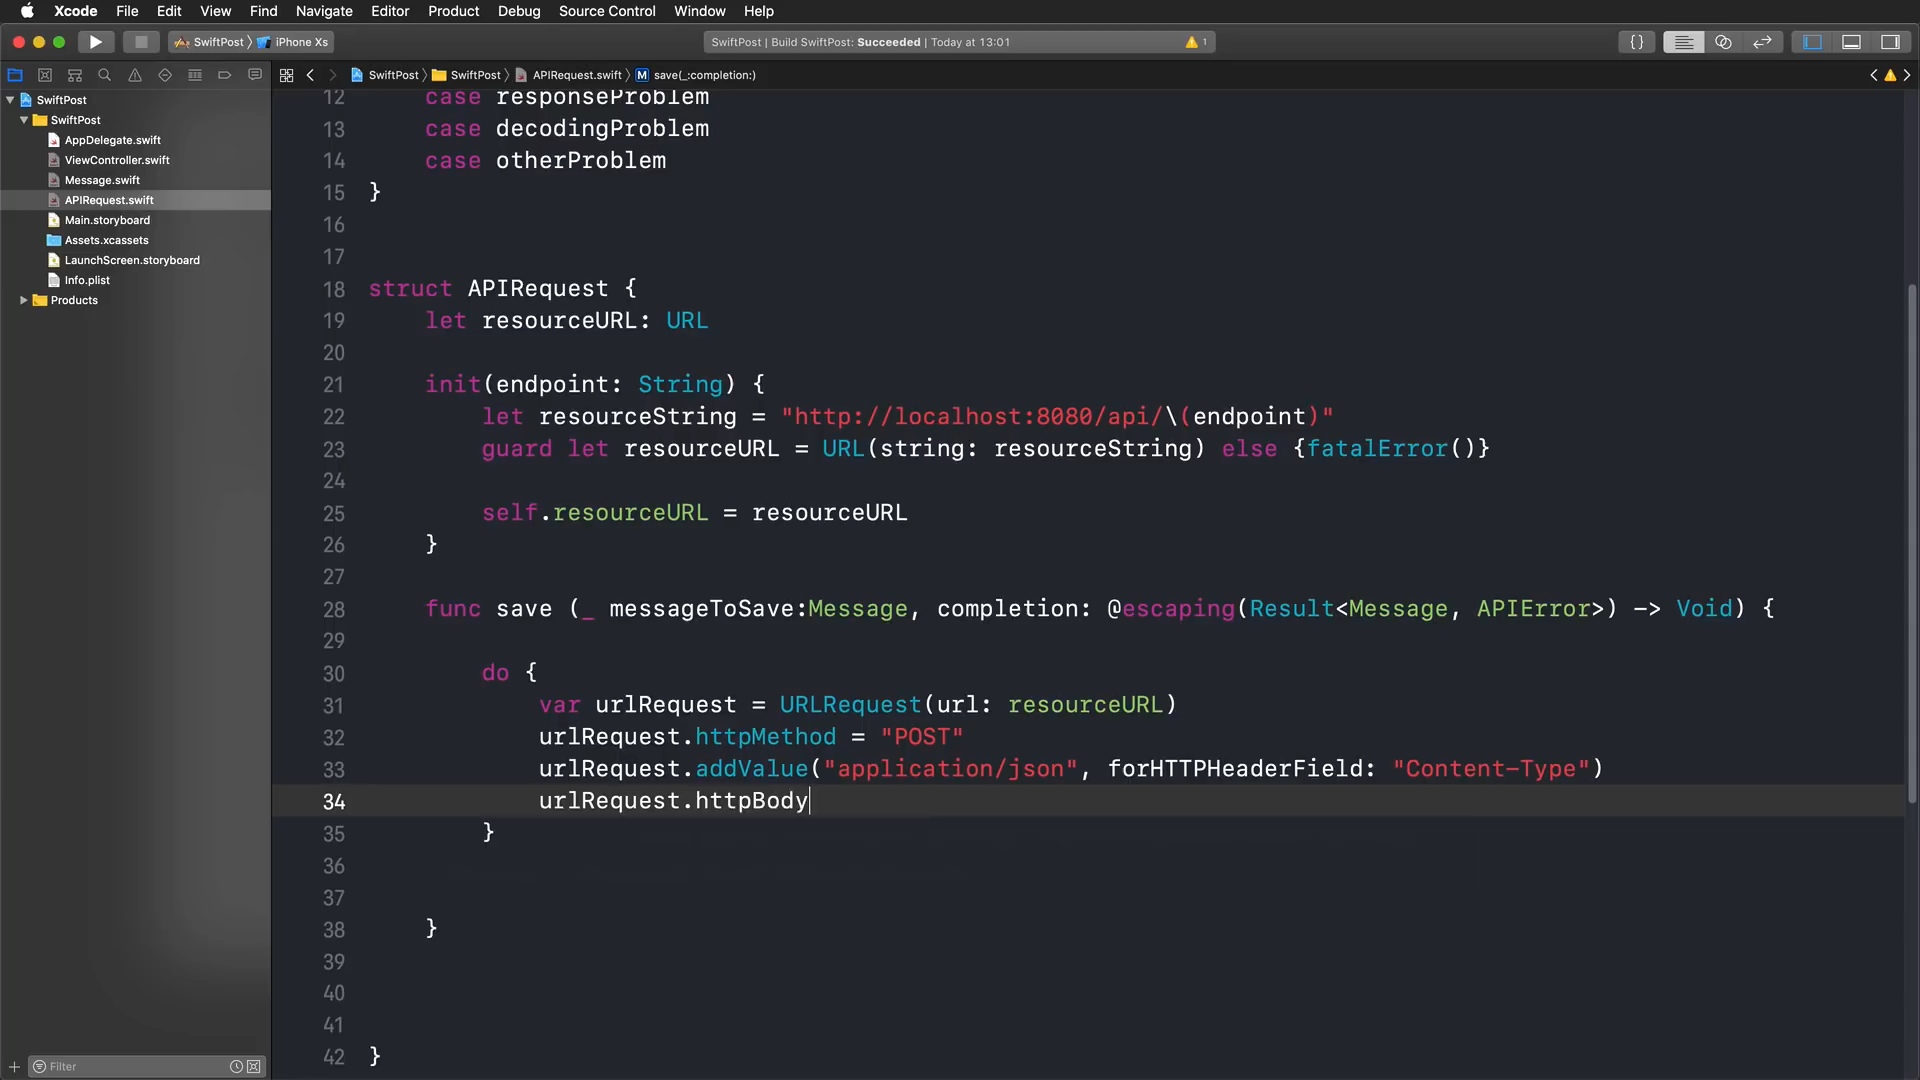 Xcode File Edit View Find Navigate Editor Product Debug Source Control Window Help
SwiftPost iPhone Xs SwiftPost | Build SwiftPost: Succeeded | Today at 13:01 1
SwiftPost SwiftPost APIRequest.swift M save(_:completion:)
SwiftPost
SwiftPost
AppDelegate.swift
ViewController.swift
Message.swift
APIRequest.swift
Main.storyboard
Assets.xcassets
LaunchScreen.storyboard
Info.plist
Products
Filter
12 case responseProblem
13 case decodingProblem
14 case otherProblem
15 }
16
17
18 struct APIRequest {
19 let resourceURL: URL
20
21 init(endpoint: String) {
22 let resourceString = "http://localhost:8080/api/\(endpoint)"
23 guard let resourceURL = URL(string: resourceString) else {fatalError()}
24
25 self.resourceURL = resourceURL
26 }
27
28 func save (_ messageToSave:Message, completion: @escaping(Result<Message, APIError>) -> Void) {
29
30 do {
31 var urlRequest = URLRequest(url: resourceURL)
32 urlRequest.httpMethod = "POST"
33 urlRequest.addValue("application/json", forHTTPHeaderField: "Content-Type")
34 urlRequest.httpBody
35 }
36
37
38 }
39
40
41
42 }